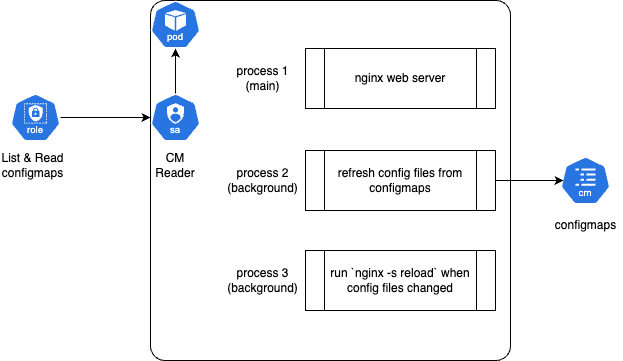 pod
process 1
(main)
nginx web server
role
sa
List & Read
configmaps
CM
Reader
process 2
(background)
refresh config files from
configmaps
cm
configmaps
process 3
(background)
run `nginx -s reload` when
config files changed